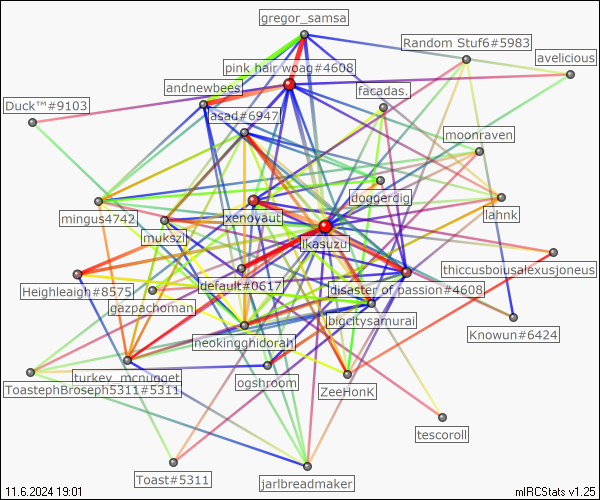 gregor_samsa
Random Stuf6#5983
avelicious
pink hair woag#4608
andnewbees
facadas.
Duck™#9103
asad#6947
moonraven
doggerdig
lahnk
mingus4742
xenoyaut
mukszi
ikasuzu
thiccusboiusalexusjoneus
Heighleaigh#8575
default#0617
disaster of passion#4608
gazpachoman
bigcitysamurai
Knowun#6424
neokingghidorah
turkey_mcnugget
ToastephBroseph5311#5311
ogshroom
ZeeHonK
tescoroll
Toast#5311
jarlbreadmaker
11.6.2024 19:01
mIRCStats v1.25